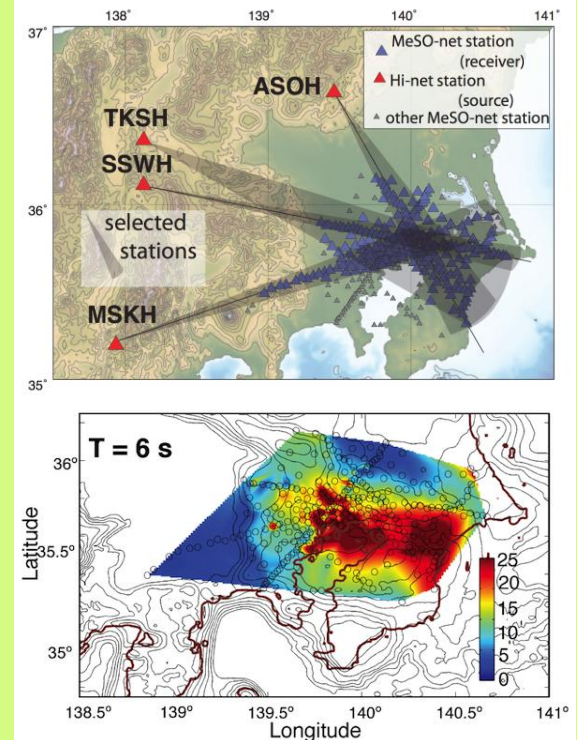 138° 139° 140° 141°
37°
MeSO-net station
(receiver)
Hi-net station
(source)
other MeSO-net station
ASOH
TKSH
SSWH
36°
selected
stations
MSKH
35°
T = 6 s
36°
35.5°
35°
Latitude
25
20
15
10
5
0
138.5° 139° 139.5° 140° 140.5° 141°
Longitude